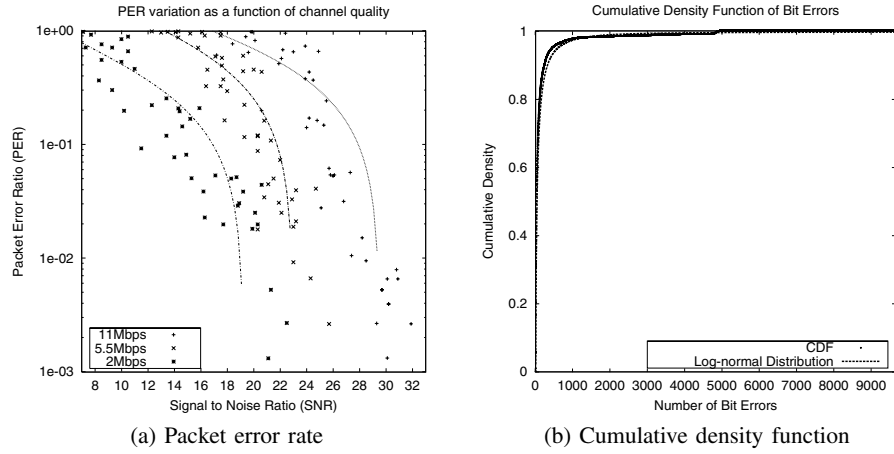 PER variation as a function of channel quality
1e+00
1e-01
1e-02
1e-03
Packet Error Ratio (PER)
11Mbps
5.5Mbps
2Mbps
8 10 12 14 16 18 20 22 24 26 28 30 32
Signal to Noise Ratio (SNR)
(a) Packet error rate
Cumulative Density Function of Bit Errors
1
0.8
0.6
0.4
0.2
0
Cumulative Density
CDF
Log-normal Distribution
0 1000 2000 3000 4000 5000 6000 7000 8000 9000
Number of Bit Errors
(b) Cumulative density function